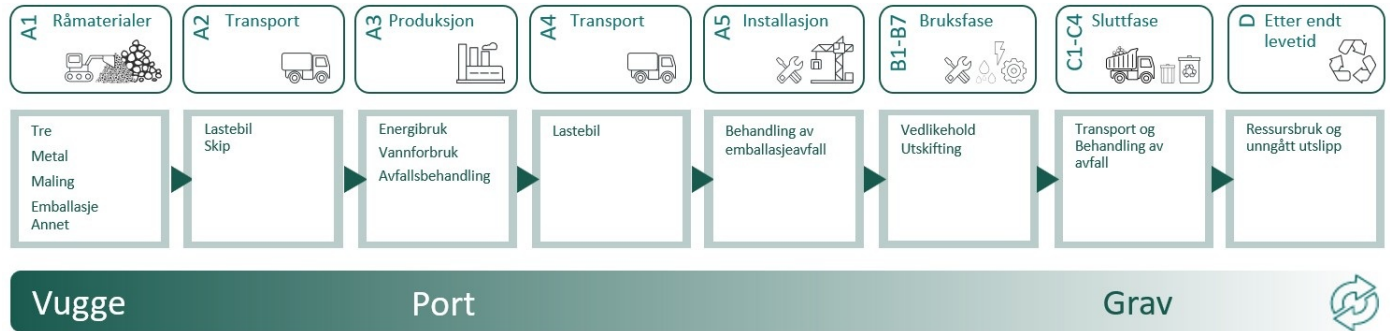 A1 Råmaterialer
A2 Transport
A3 Produksjon
A4 Transport
A5 Installasjon
B1-B7 Bruksfase
C1-C4 Sluttfase
D Etter endt
levetid
Tre
Metal
Maling
Emballasje
Annet
Lastebil
Skip
Energibruk
Vannforbruk
Avfallsbehandling
Lastebil
Behandling av
emballasjeavfall
Vedlikehold
Utskifting
Transport og
Behandling av
avfall
Ressursbruk og
unngått utslipp
Vugge
Port
Grav